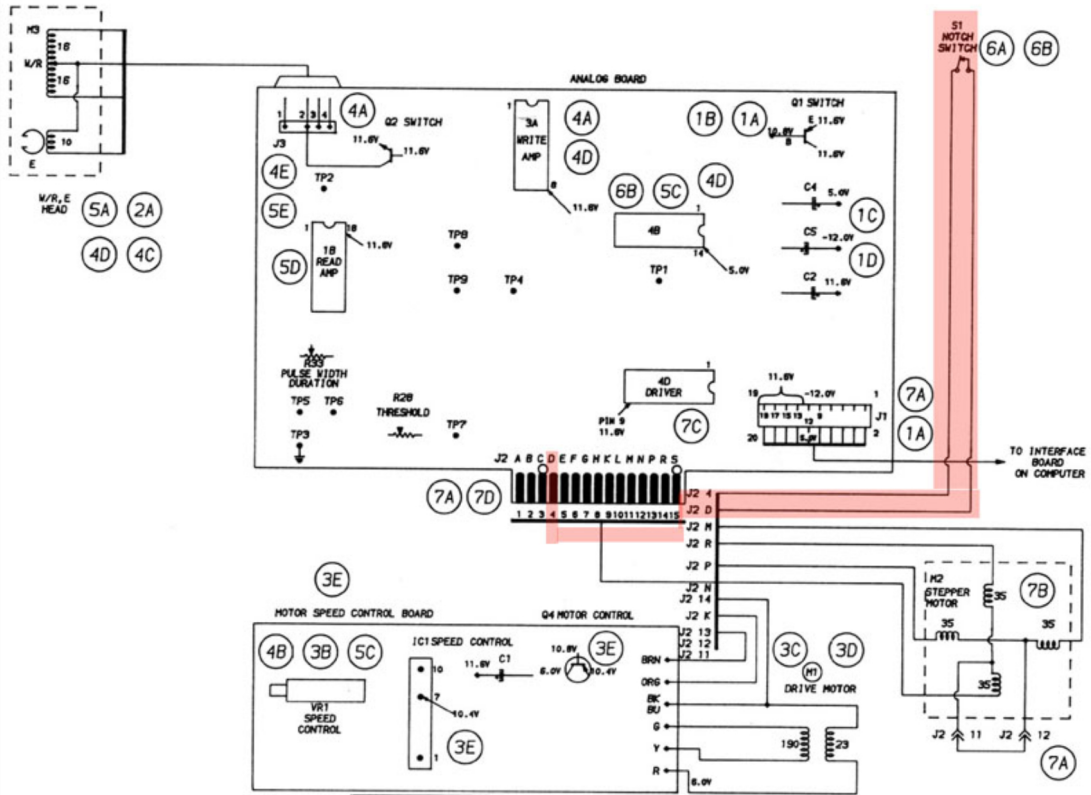 M3
16
W/R
16
10
E
W/R,E
HEAD
5A
2A
4D
4C
ANALOG BOARD
S1
NOTCH
SWITCH
6A
6B
1
2
3
4
J3
4A
Q2 SWITCH
11.6V
11.6V
4E
TP2
5E
1
18
11.6V
1B
READ
AMP
5D
TP8
TP9
TP4
1
3A
WRITE
AMP
8
11.6V
4A
4D
1B
1A
Q1 SWITCH
E
11.6V
10.8V
B
11.6V
6B
5C
4D
1
4B
14
5.0V
TP1
C4
5.0V
1C
C5
-12.0V
1D
C2
11.6V
R33
PULSE WIDTH
DURATION
TP5
TP6
TP3
R28
THRESHOLD
TP7
1
4D
DRIVER
PIN 9
11.6V
7C
11.6V
19
-12.0V
1
19 17 15 13 9
12
J1
20
5.0V
2
7A
1A
TO INTERFACE
BOARD
ON COMPUTER
J2 A B C D E F G H K L M N P R S
1 2 3 4 5 6 7 8 9 10 11 12 13 14 15
7A
7D
J2 4
J2 D
J2 M
J2 R
J2 P
J2 N
J2 14
J2 K
J2 13
J2 12
J2 11
M2
STEPPER
MOTOR
7B
35
35
35
35
J2 11
J2 12
7A
3E
MOTOR SPEED CONTROL BOARD
Q4 MOTOR CONTROL
4B
3B
5C
VR1
SPEED
CONTROL
IC1 SPEED CONTROL
10
7
10.4V
1
3E
11.6V
C1
10.8V
6.0V
10.4V
3E
BRN
ORG
BK
BU
G
Y
R
6.0V
3C
3D
M1
DRIVE MOTOR
190
23